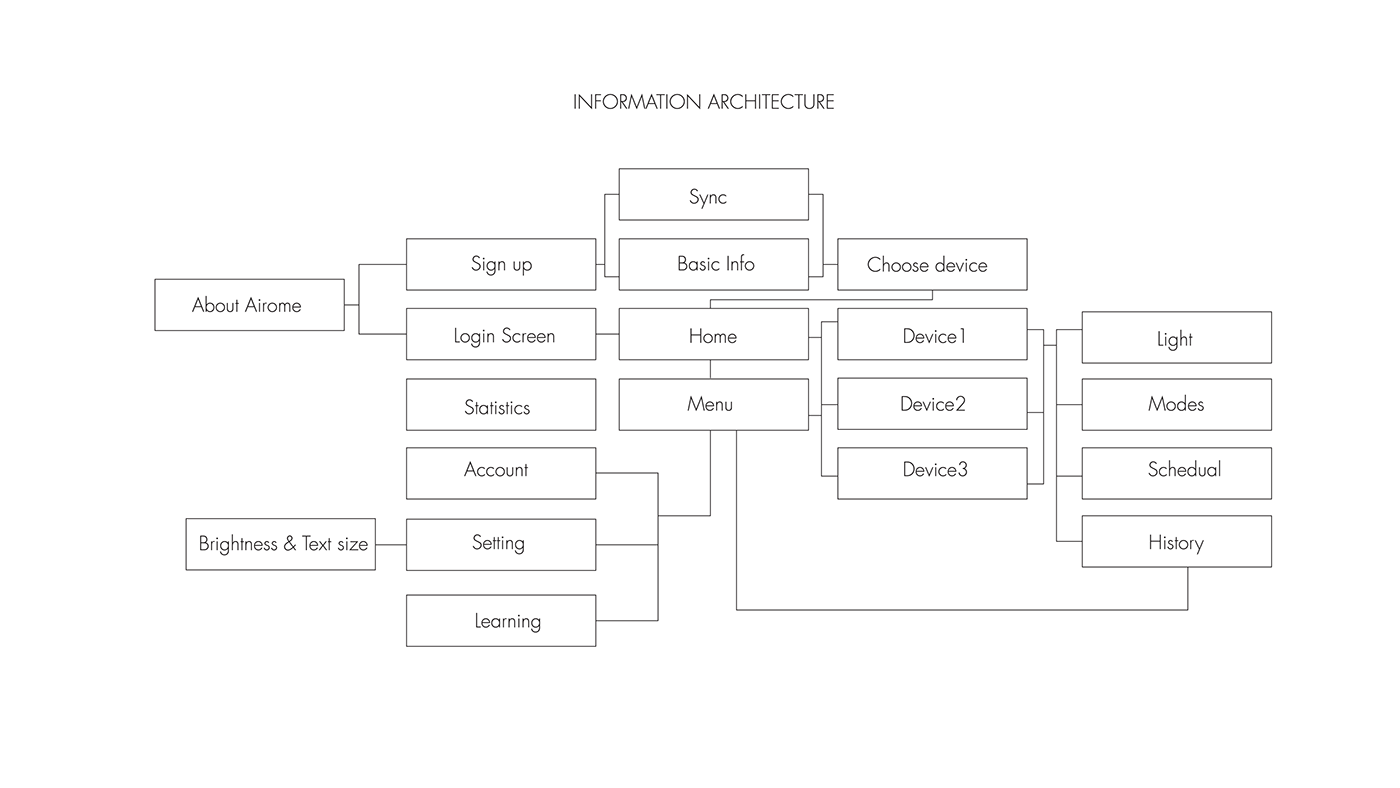 INFORMATION ARCHITECTURE
Sync
Sign up
Basic Info
Choose device
About Airome
Login Screen
Home
Device1
Light
Statistics
Menu
Device2
Modes
Account
Device3
Schedual
Brightness & Text size
Setting
History
Learning